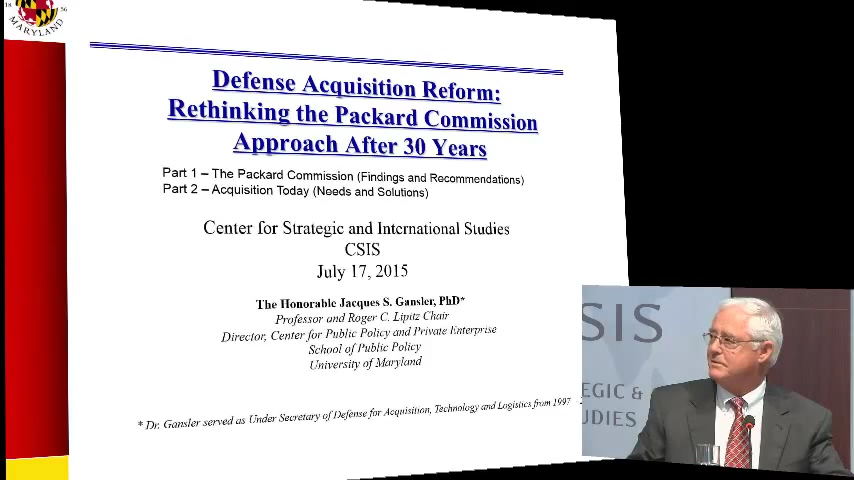 18
56
MARYLAND
Defense Acquisition Reform:
Rethinking the Packard Commission
Approach After 30 Years
Part 1 – The Packard Commission (Findings and Recommendations)
Part 2 – Acquisition Today (Needs and Solutions)
Center for Strategic and International Studies
CSIS
July 17, 2015
The Honorable Jacques S. Gansler, PhD*
Professor and Roger C. Lipitz Chair
Director, Center for Public Policy and Private Enterprise
School of Public Policy
University of Maryland
* Dr. Gansler served as Under Secretary of Defense for Acquisition, Technology and Logistics from 1997 -
SIS
EGIC &
UDIES